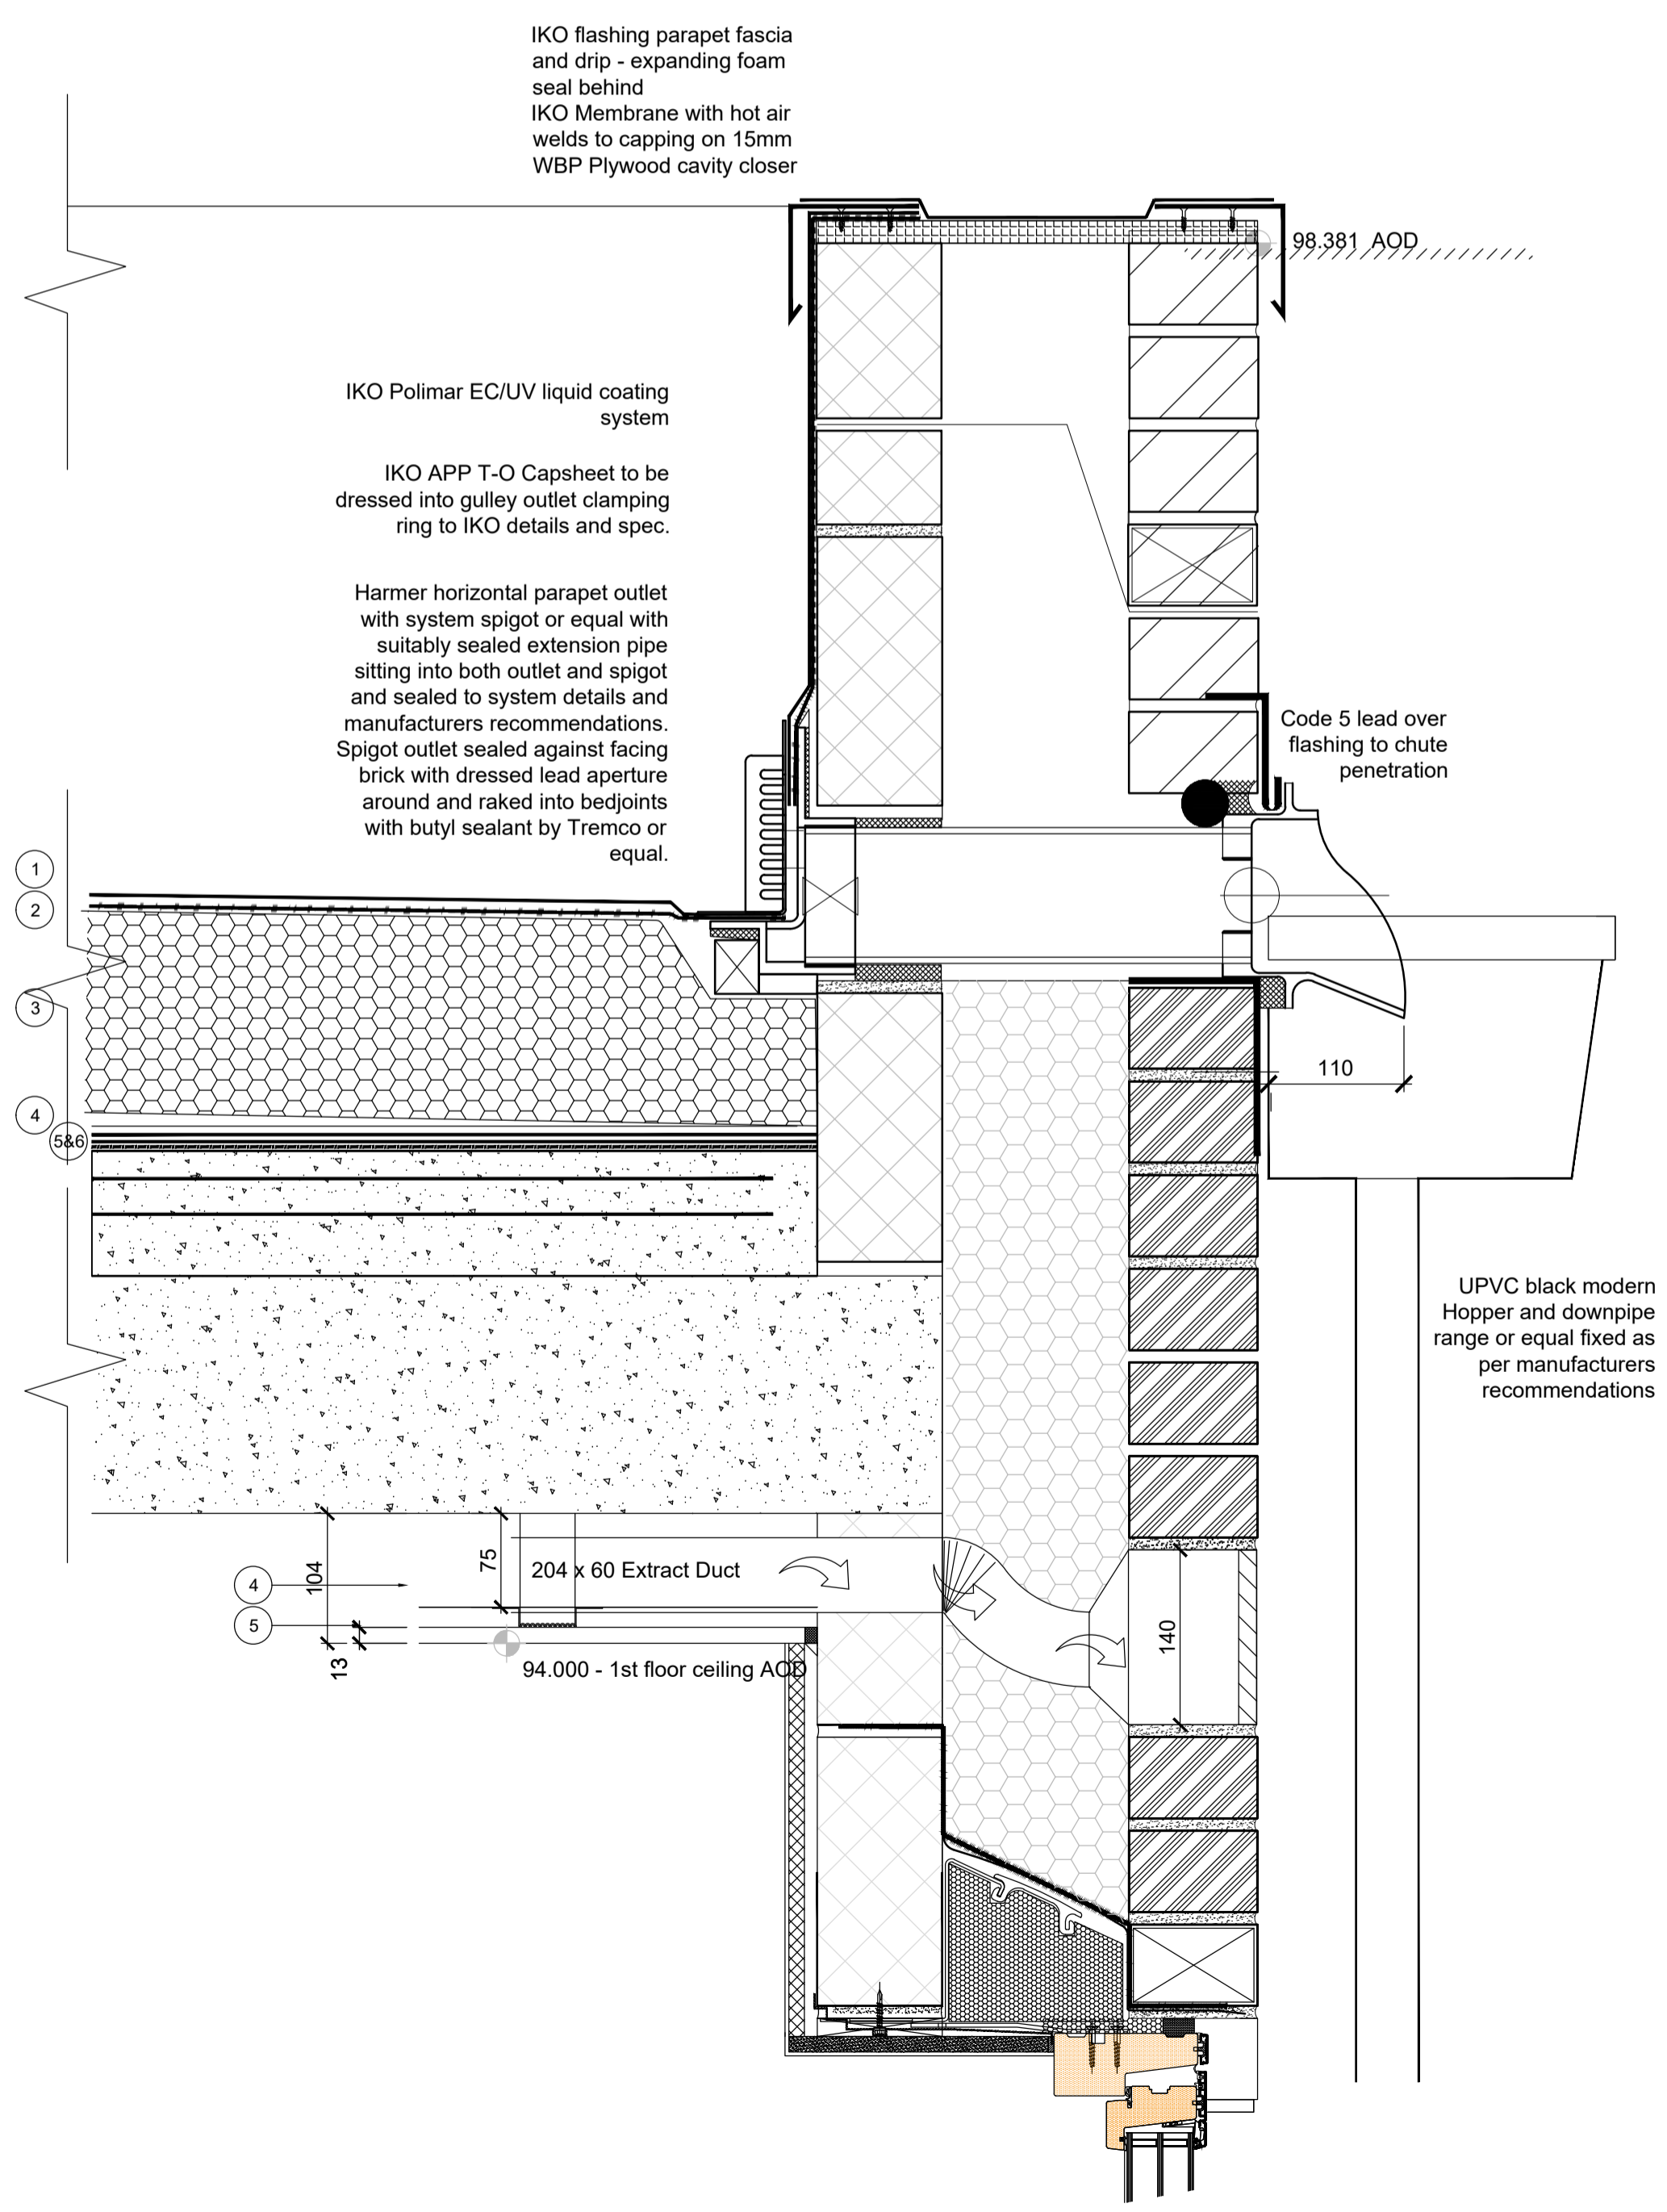 IKO flashing parapet fascia
and drip - expanding foam
seal behind
IKO Membrane with hot air
welds to capping on 15mm
WBP Plywood cavity closer
98.381 AOD
IKO Polimar EC/UV liquid coating
system
IKO APP T-O Capsheet to be
dressed into gulley outlet clamping
ring to IKO details and spec.
Harmer horizontal parapet outlet
with system spigot or equal with
suitably sealed extension pipe
sitting into both outlet and spigot
and sealed to system details and
manufacturers recommendations.
Spigot outlet sealed against facing
brick with dressed lead aperture
around and raked into bedjoints
with butyl sealant by Tremco or
equal.
Code 5 lead over
flashing to chute
penetration
1
2
3
4
5&6
110
UPVC black modern
Hopper and downpipe
range or equal fixed as
per manufacturers
recommendations
104
75
204 x 60 Extract Duct
4
5
13
140
94.000 - 1st floor ceiling AOD